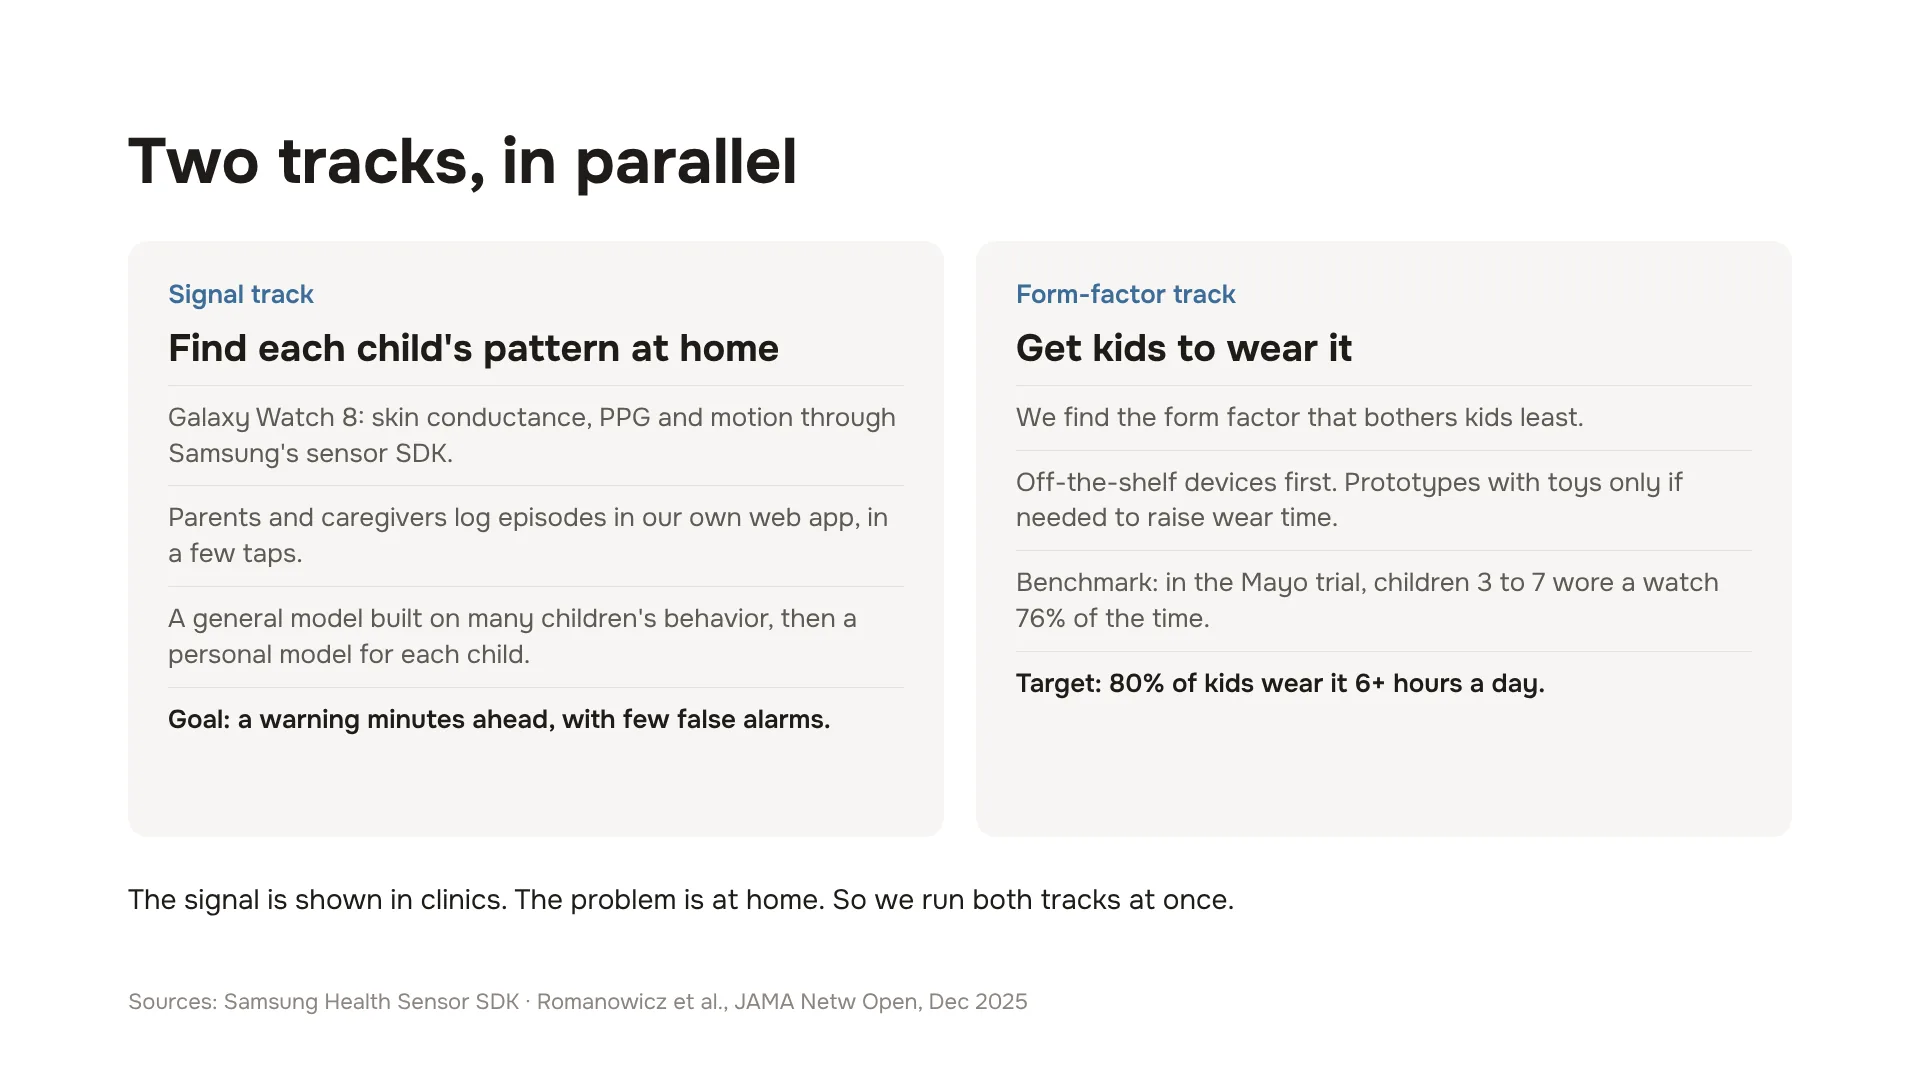 Two tracks, in parallel
Signal track
Find each child's pattern at home
Galaxy Watch 8: skin conductance, PPG and motion through
Samsung's sensor SDK.
Parents and caregivers log episodes in our own web app, in
a few taps.
A general model built on many children's behavior, then a
personal model for each child.
Goal: a warning minutes ahead, with few false alarms.
Form-factor track
Get kids to wear it
We find the form factor that bothers kids least.
Off-the-shelf devices first. Prototypes with toys only if
needed to raise wear time.
Benchmark: in the Mayo trial, children 3 to 7 wore a watch
76% of the time.
Target: 80% of kids wear it 6+ hours a day.
The signal is shown in clinics. The problem is at home. So we run both tracks at once.
Sources: Samsung Health Sensor SDK · Romanowicz et al., JAMA Netw Open, Dec 2025